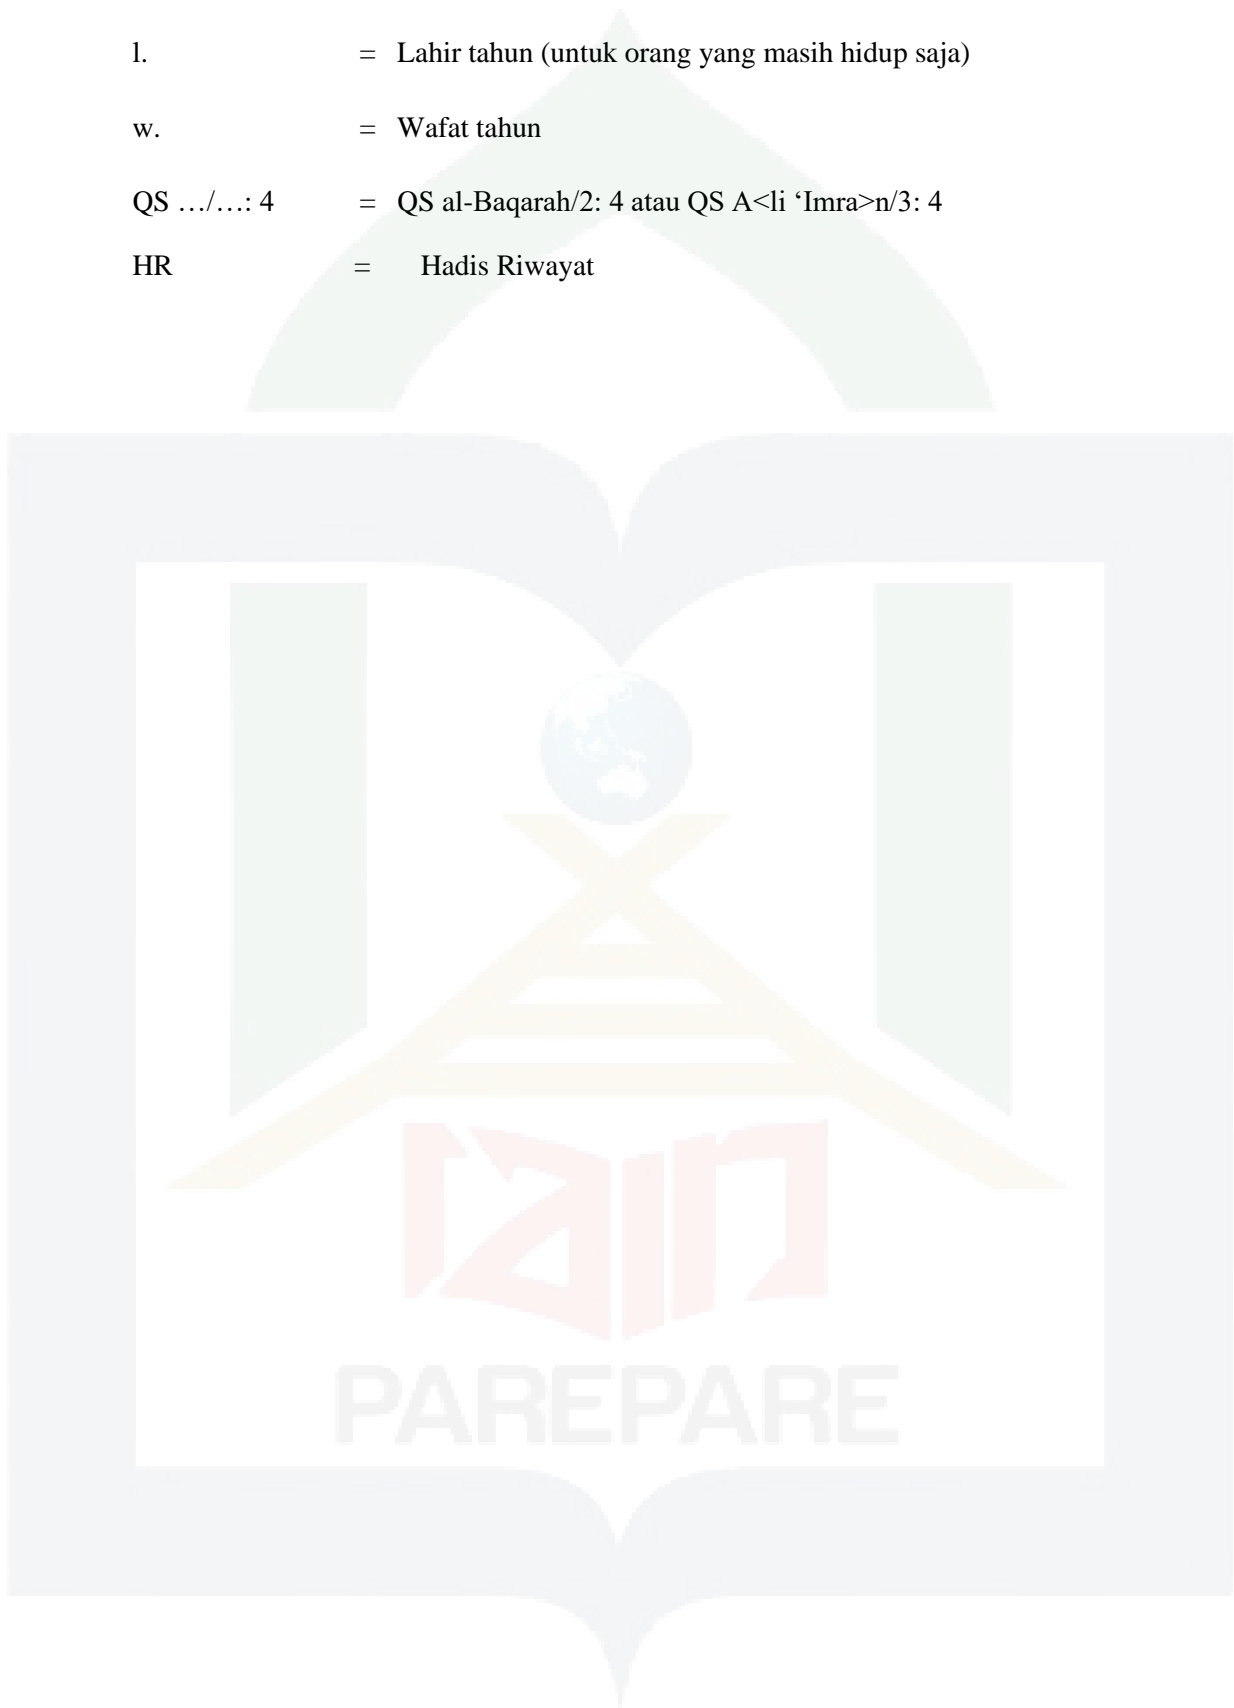 l. = Lahir tahun (untuk orang yang masih hidup saja)
w. = Wafat tahun
QS …/…: 4 = QS al-Baqarah/2: 4 atau QS A<li ‘Imra>n/3: 4
HR = Hadis Riwayat
iain
PAREPARE